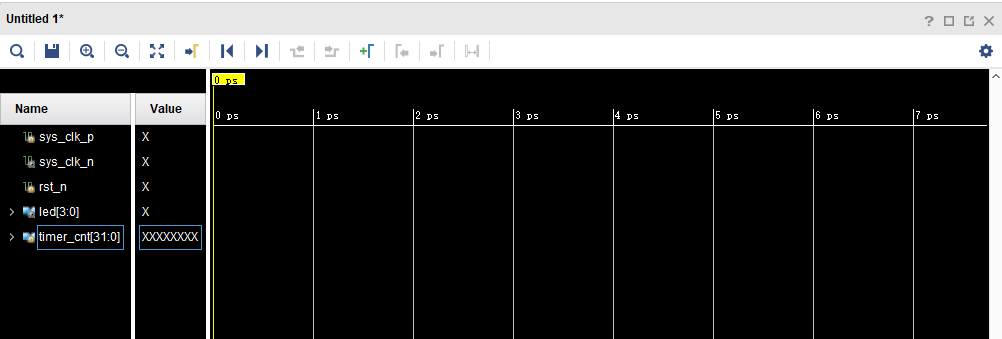 Untitled 1*
0 ps
Name Value
0 ps 1 ps 2 ps 3 ps 4 ps 5 ps 6 ps 7 ps
sys_clk_p X
sys_clk_n X
rst_n X
led[3:0] X
timer_cnt[31:0] XXXXXXXX